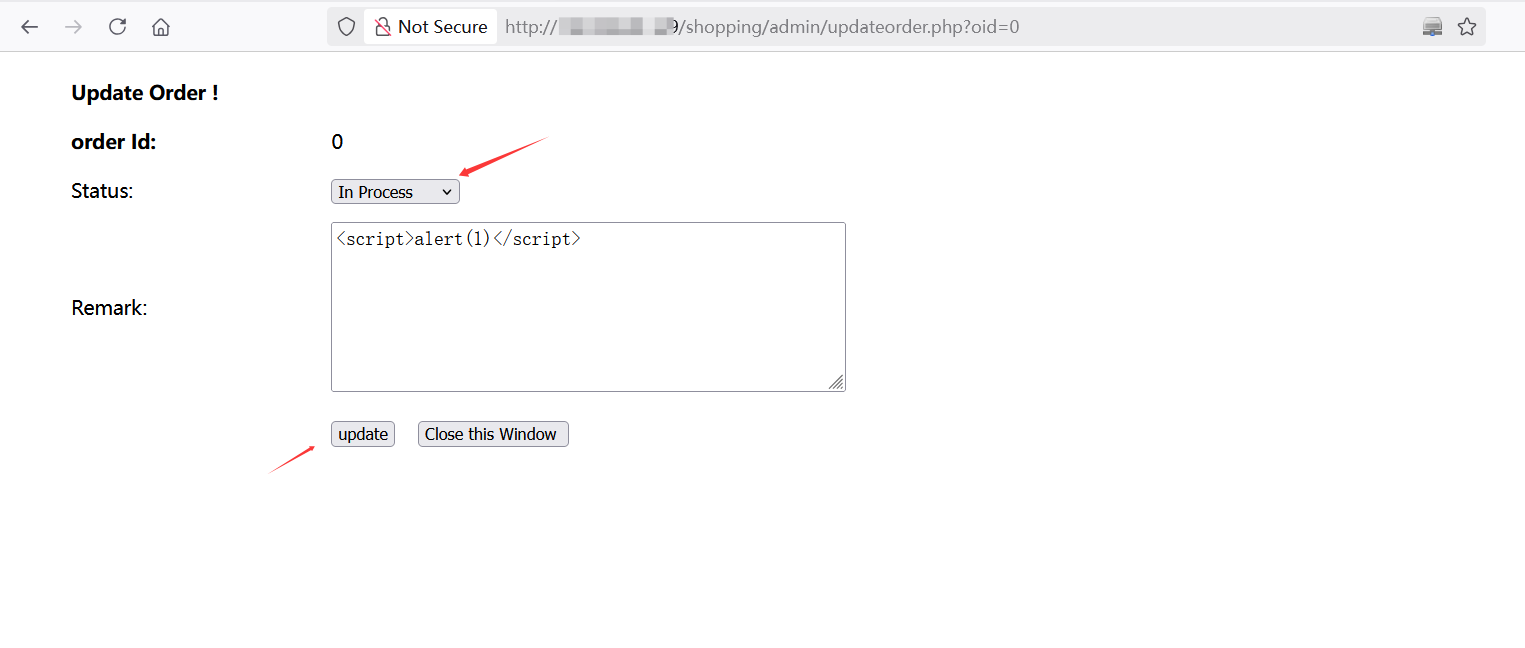 Not Secure http:// 9/shopping/admin/updateorder.php?oid=0
Update Order !
order Id: 0
Status: In Process
<script>alert(1)</script>
Remark:
update Close this Window